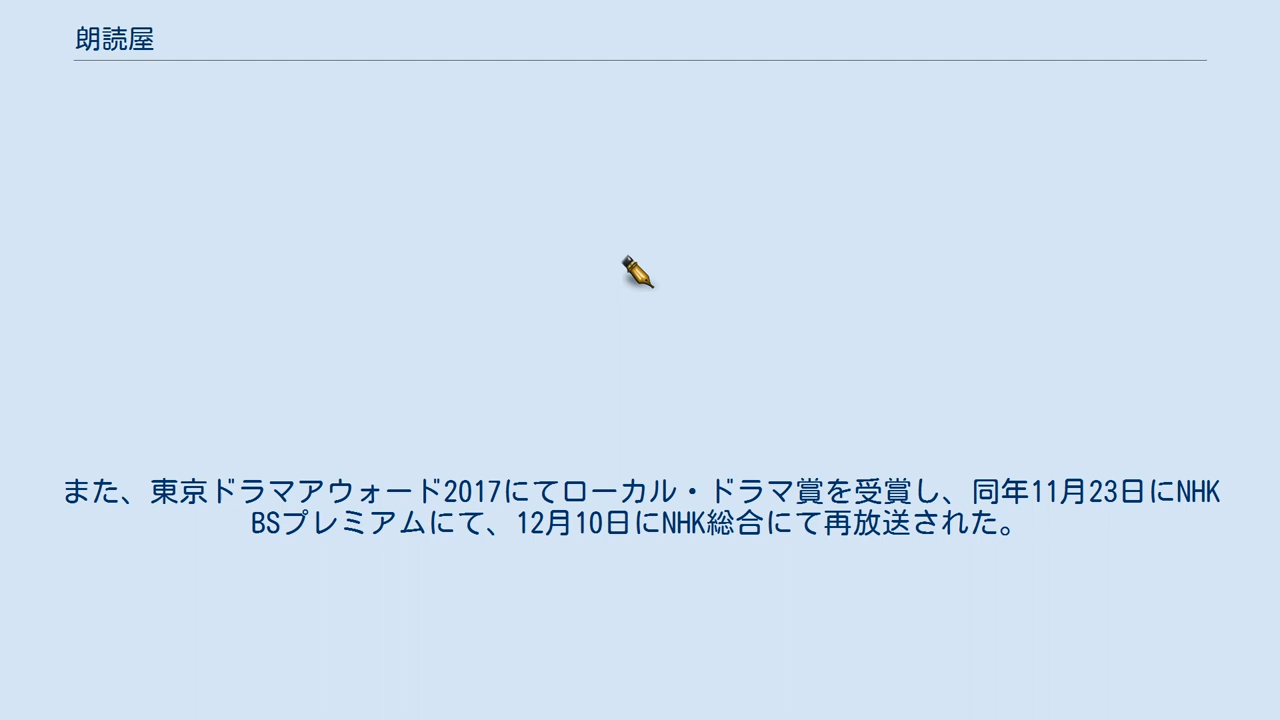 朗読屋
また、東京ドラマアウォード2017にてローカル・ドラマ賞を受賞し、同年11月23日にNHK
BSプレミアムにて、12月10日にNHK総合にて再放送された。